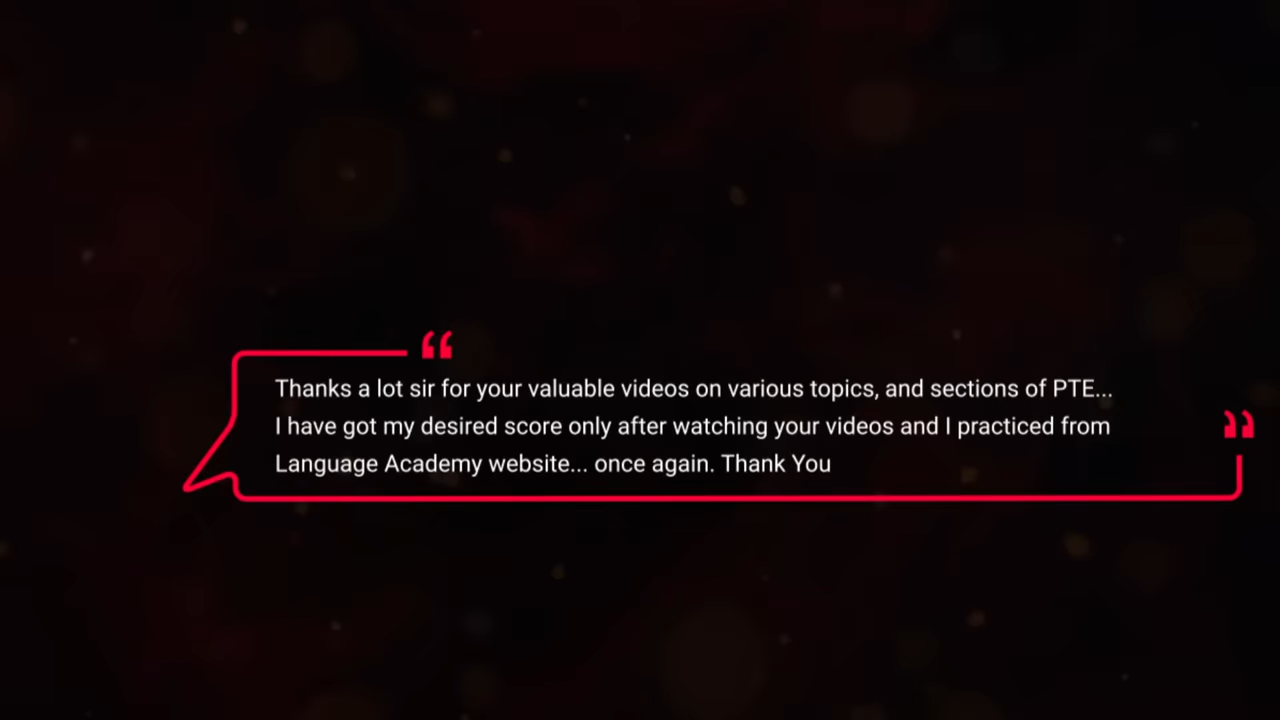 “
Thanks a lot sir for your valuable videos on various topics, and sections of PTE...
I have got my desired score only after watching your videos and I practiced from
Language Academy website... once again. Thank You
”